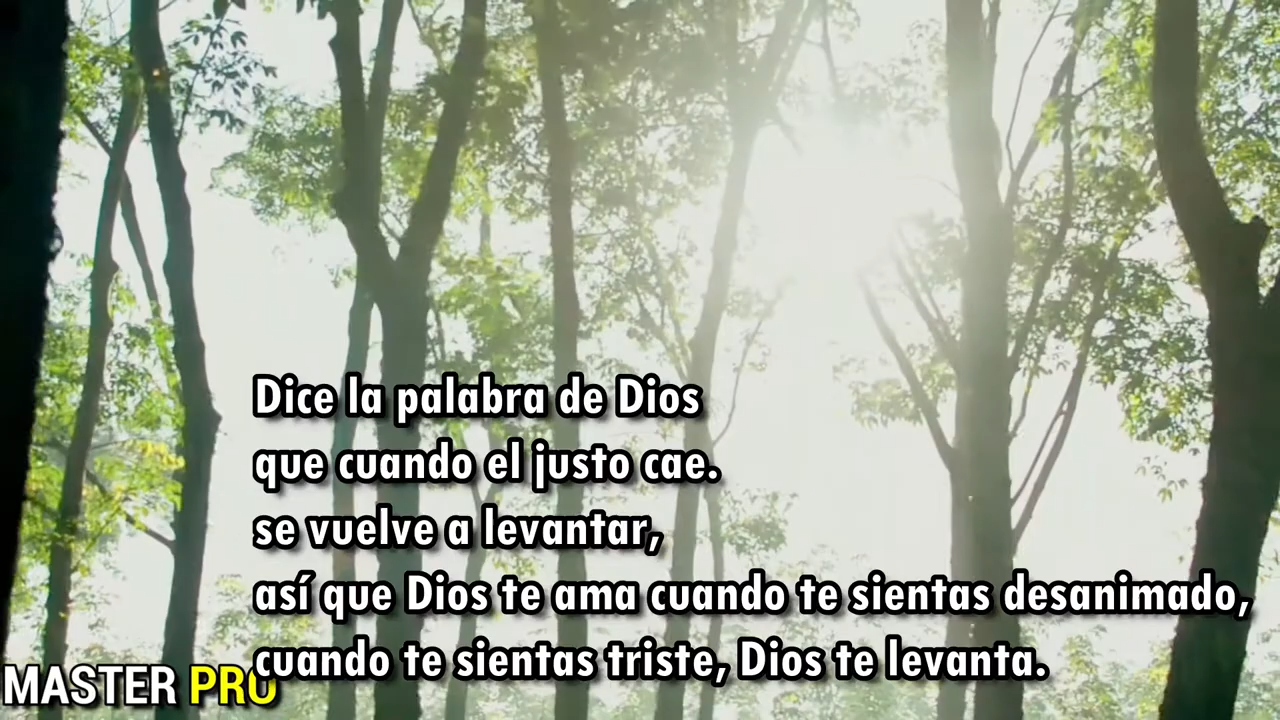 Dice la palabra de Dios
que cuando el justo cae.
se vuelve a levantar,
así que Dios te ama cuando te sientas desanimado,
cuando te sientas triste, Dios te levanta.
MASTER PRO